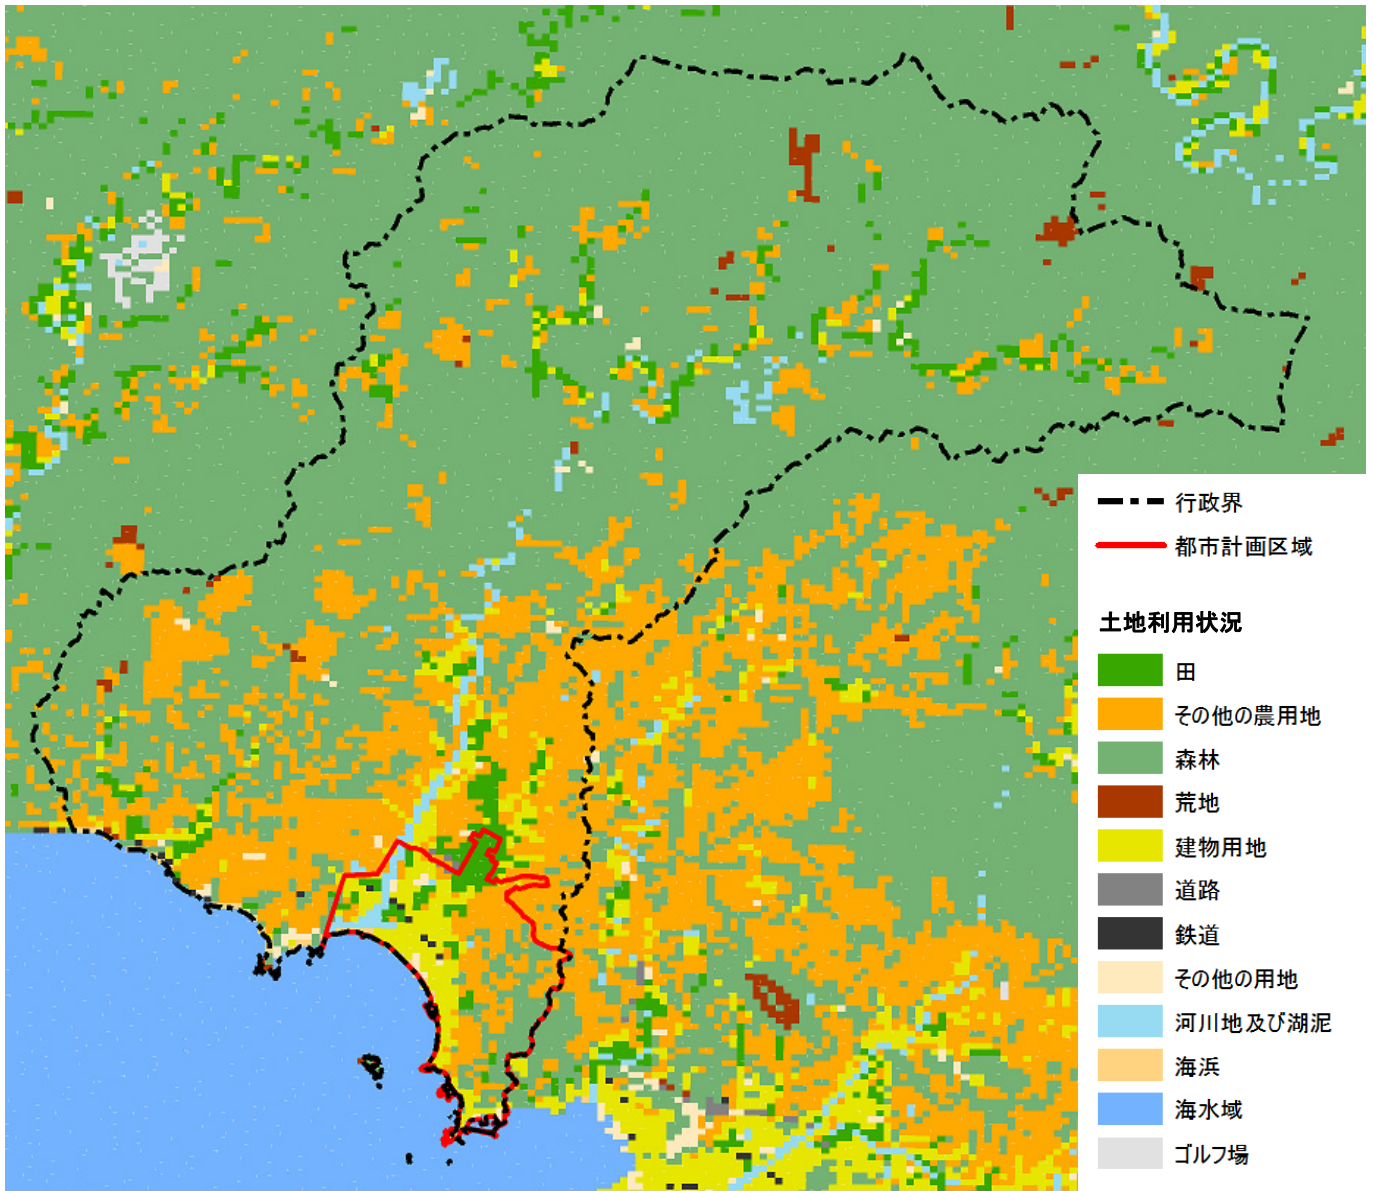 行政界
都市計画区域
土地利用状況
田
その他の農用地
森林
荒地
建物用地
道路
鉄道
その他の用地
河川地及び湖泥
海浜
海水域
ゴルフ場